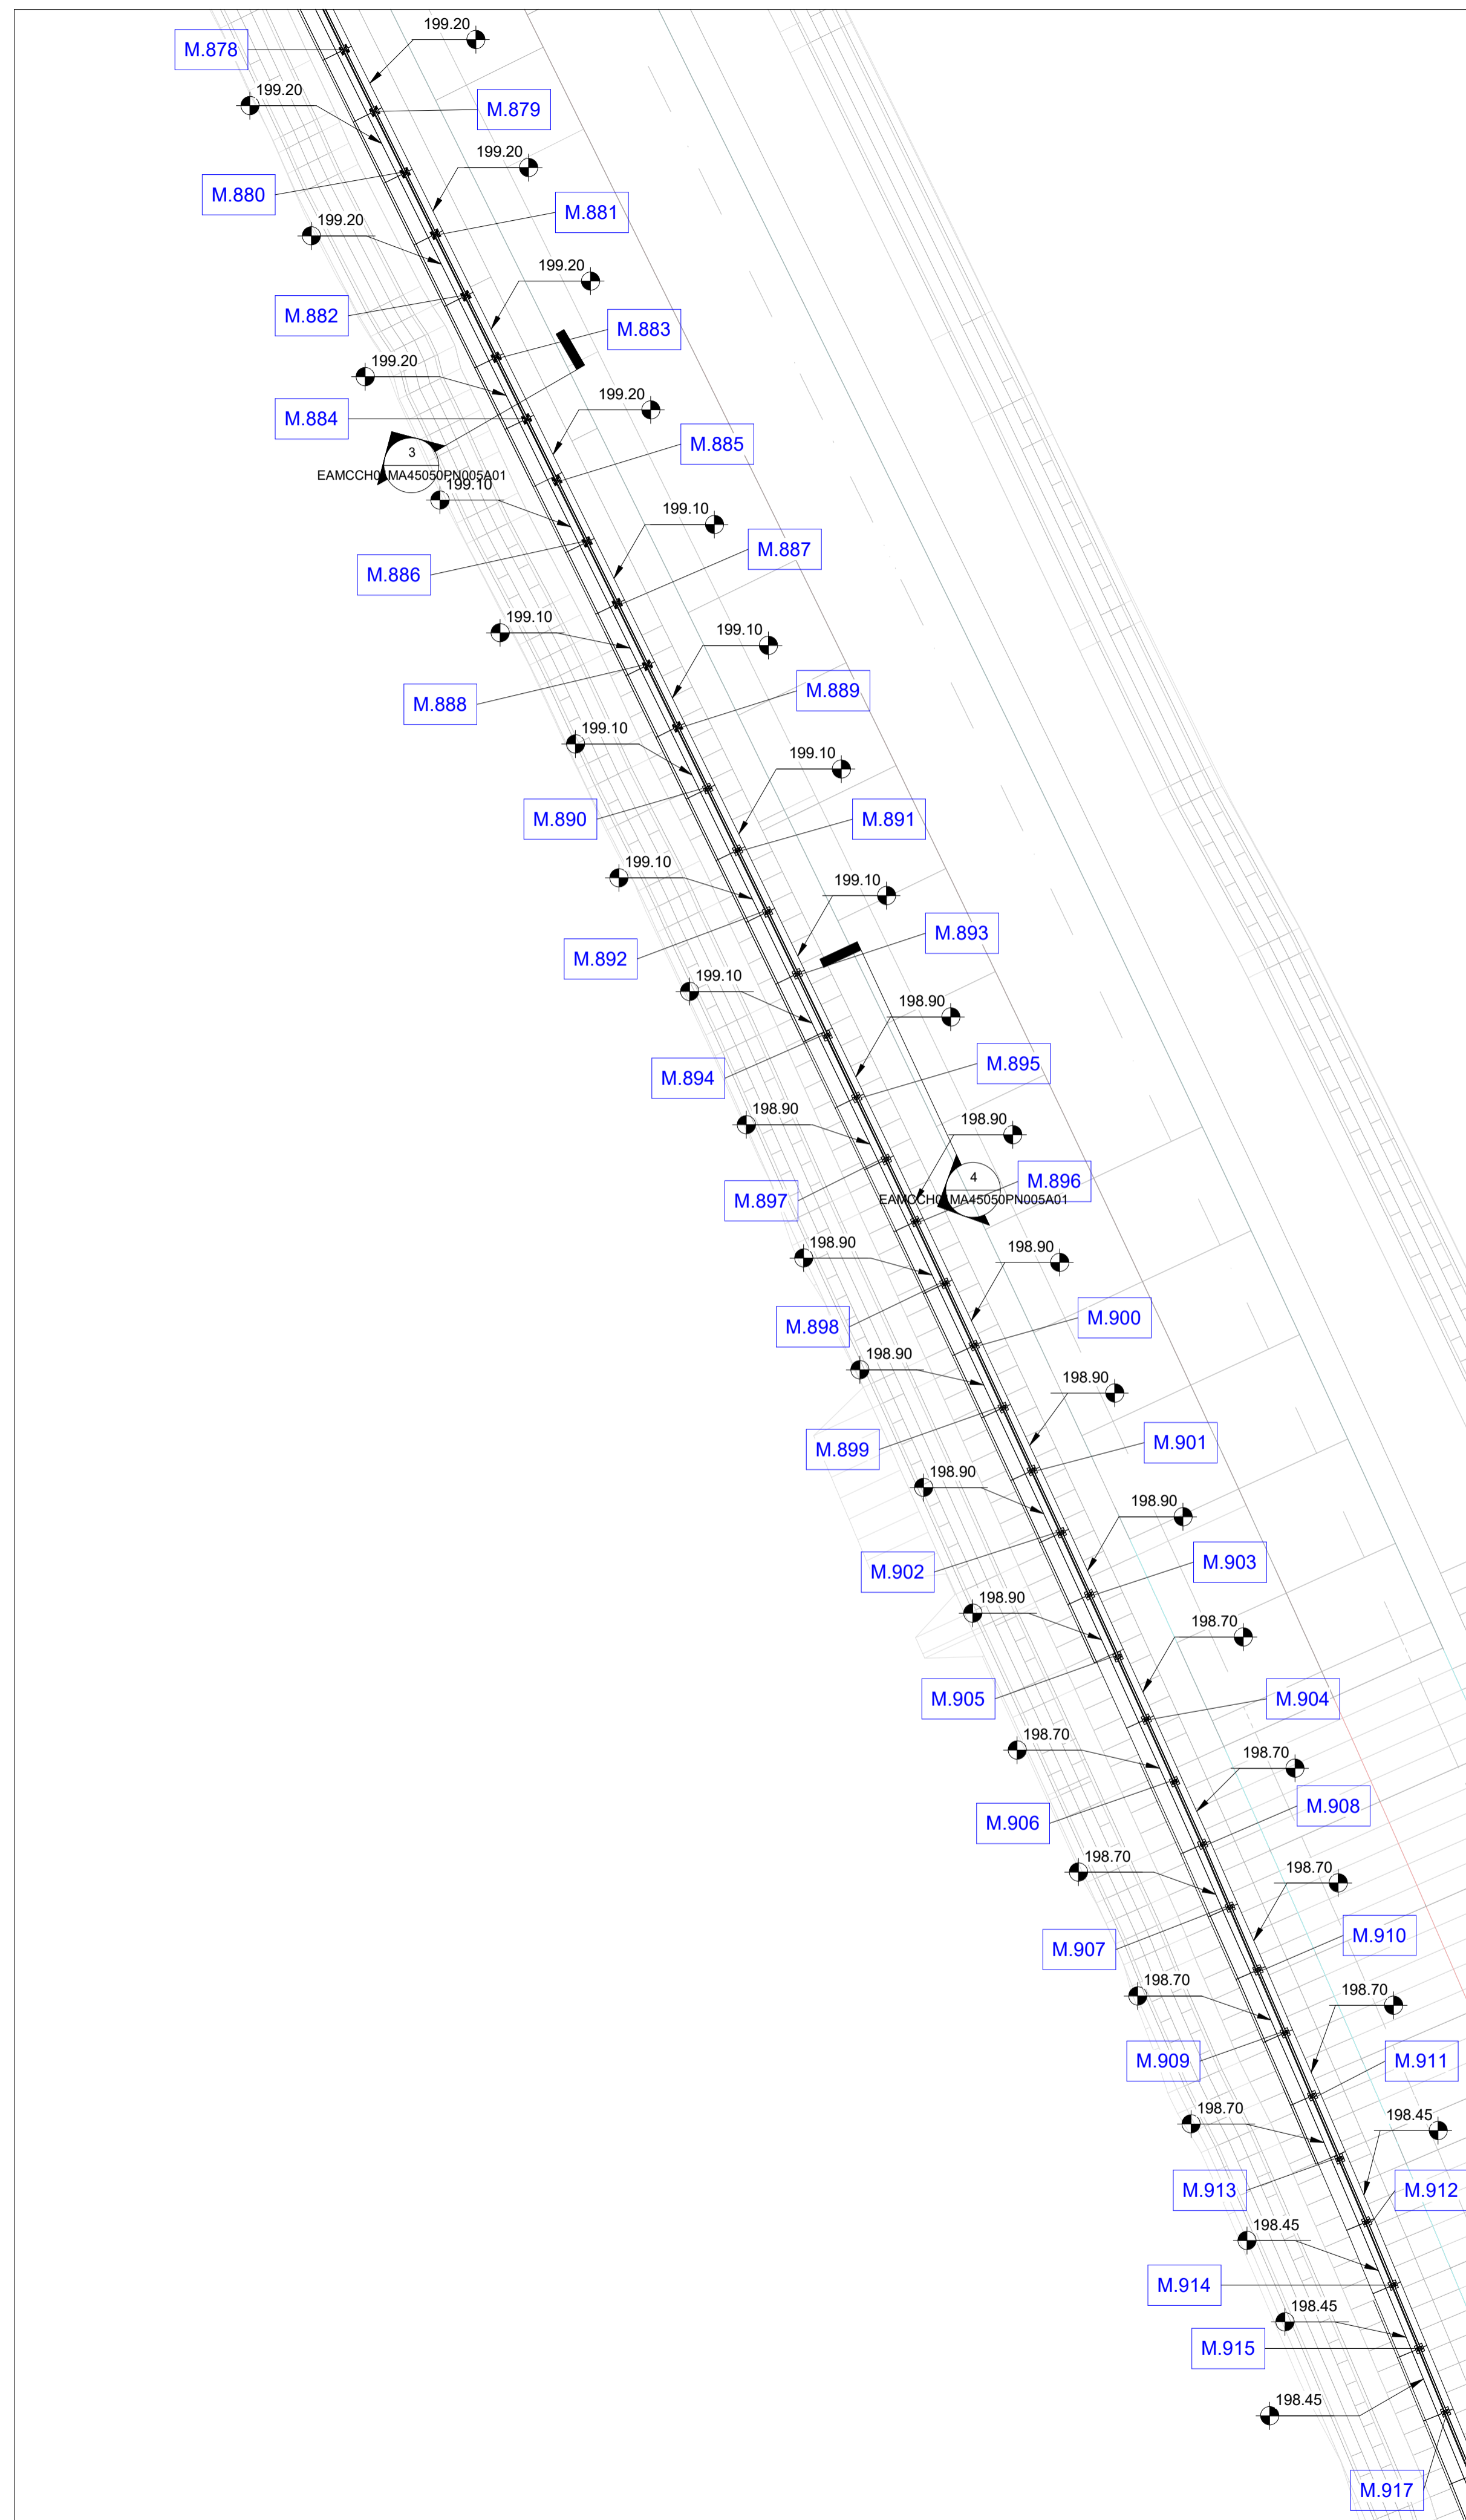 199.20
M.878
199.20
M.879
199.20
M.880
M.881
199.20
199.20
M.882
M.883
199.20
199.20
M.884
M.885
3
EAMCCH01MA45050PN005A01
199.10
199.10
M.887
M.886
199.10
199.10
M.889
M.888
199.10
199.10
M.890
M.891
199.10
199.10
M.893
M.892
199.10
198.90
M.895
M.894
198.90
198.90
4
M.896
EAMCCH01MA45050PN005A01
M.897
198.90
198.90
M.900
M.898
198.90
198.90
M.901
M.899
198.90
198.90
M.903
M.902
198.90
198.70
M.904
M.905
198.70
198.70
M.908
M.906
198.70
198.70
M.910
M.907
198.70
198.70
M.911
M.909
198.70
198.45
M.913
M.912
198.45
M.914
198.45
M.915
198.45
M.917